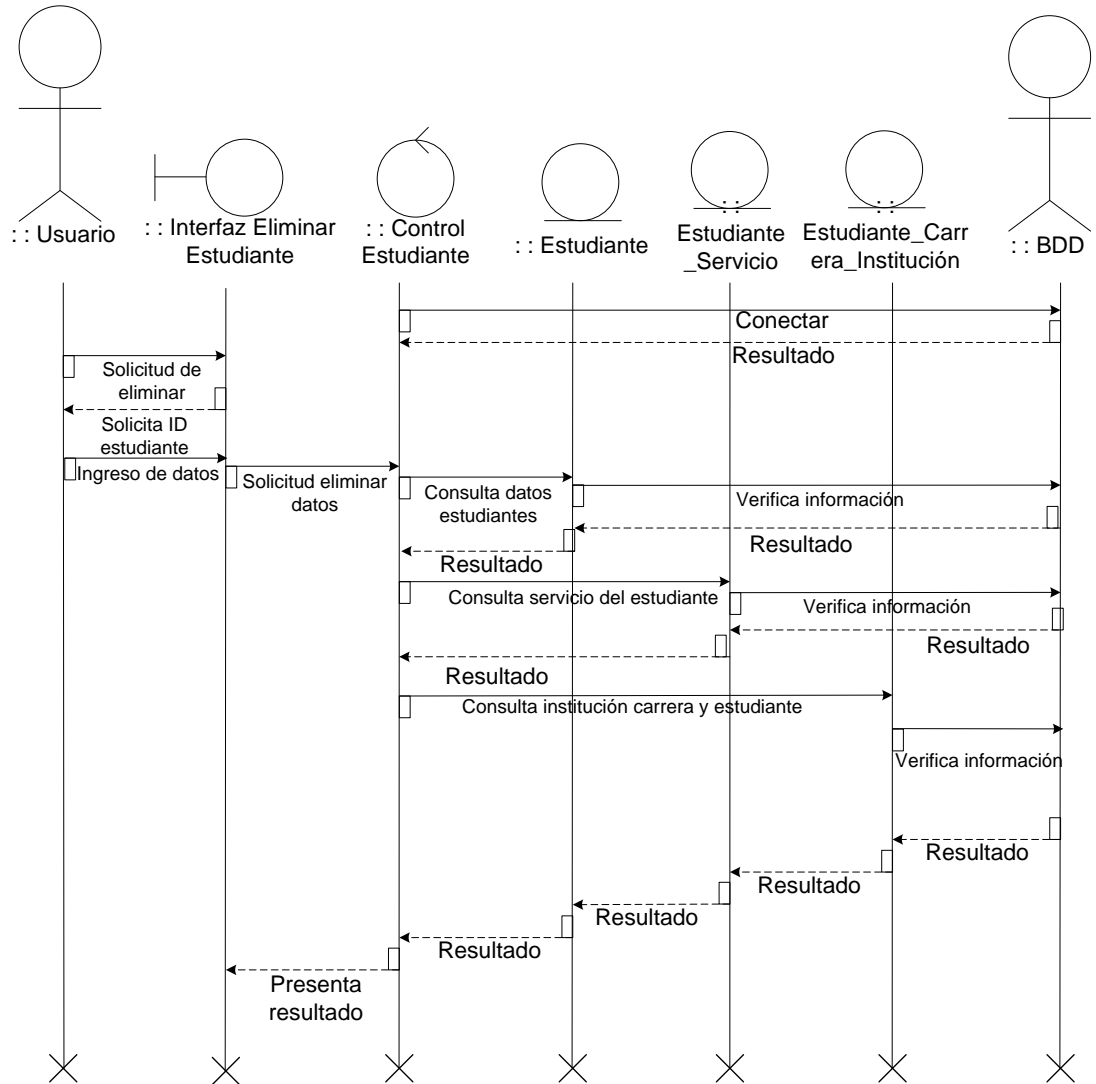 : : Usuario
: : Interfaz Eliminar
Estudiante
: : Control
Estudiante
: : Estudiante
: :
Estudiante
_Servicio
: :
Estudiante_Carr
era_Institución
: : BDD
Conectar
Resultado
Solicitud de
eliminar
Solicita ID
estudiante
Ingreso de datos
Solicitud eliminar
datos
Consulta datos
estudiantes
Verifica información
Resultado
Resultado
Consulta servicio del estudiante
Verifica información
Resultado
Resultado
Consulta institución carrera y estudiante
Verifica información
Resultado
Resultado
Resultado
Resultado
Presenta
resultado